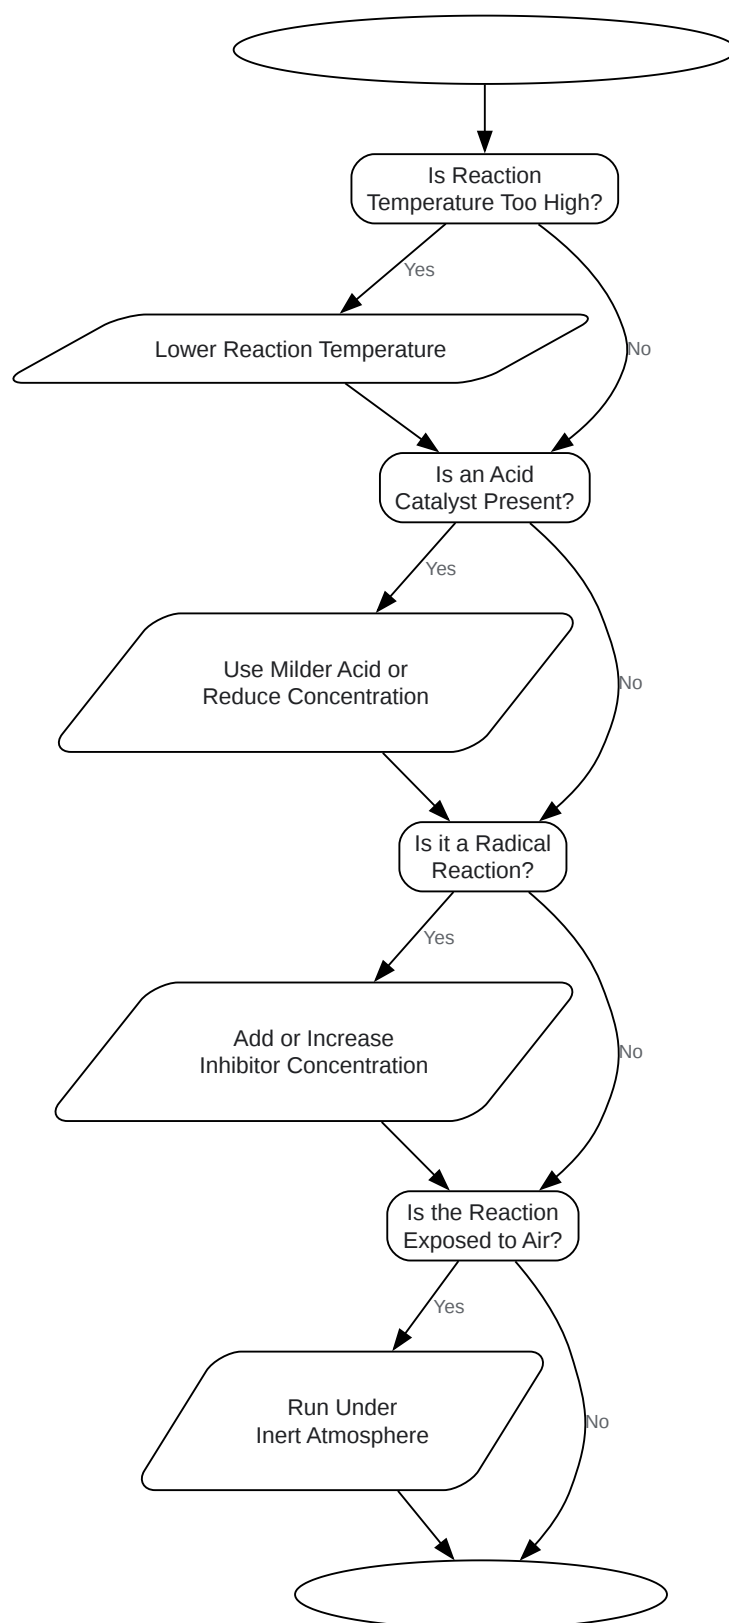 Is Reaction
Temperature Too High?
Yes
Lower Reaction Temperature
No
Is an Acid
Catalyst Present?
Yes
Use Milder Acid or
Reduce Concentration
No
Is it a Radical
Reaction?
Yes
Add or Increase
Inhibitor Concentration
No
Is the Reaction
Exposed to Air?
Yes
Run Under
Inert Atmosphere
No